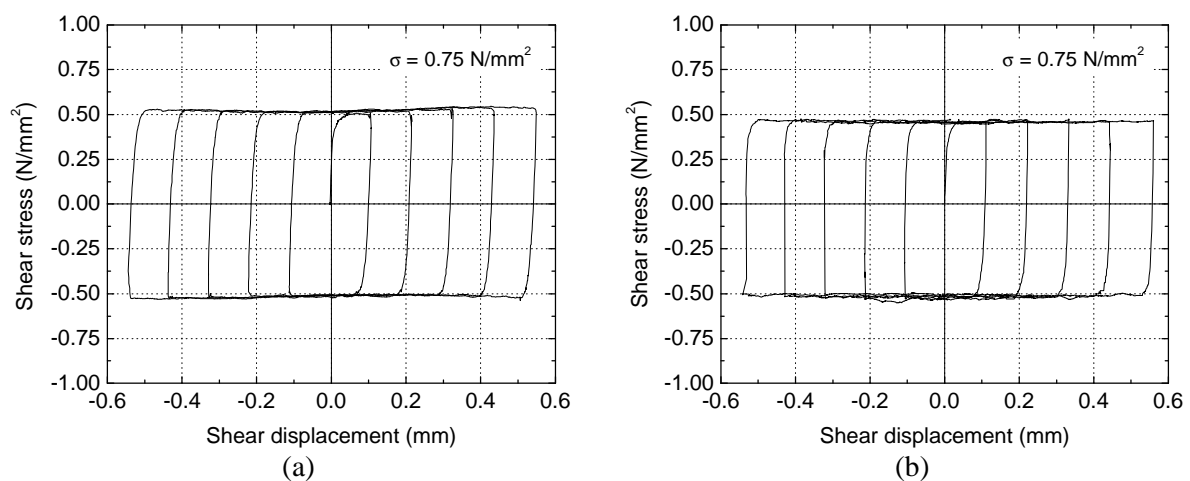 1.00
0.75
0.50
0.25
0.00
-0.25
-0.50
-0.75
-1.00
Shear stress (N/mm²)
σ = 0.75 N/mm²
-0.6 -0.4 -0.2 0.0 0.2 0.4 0.6
Shear displacement (mm)
(a)
1.00
0.75
0.50
0.25
0.00
-0.25
-0.50
-0.75
-1.00
Shear stress (N/mm²)
σ = 0.75 N/mm²
-0.6 -0.4 -0.2 0.0 0.2 0.4 0.6
Shear displacement (mm)
(b)